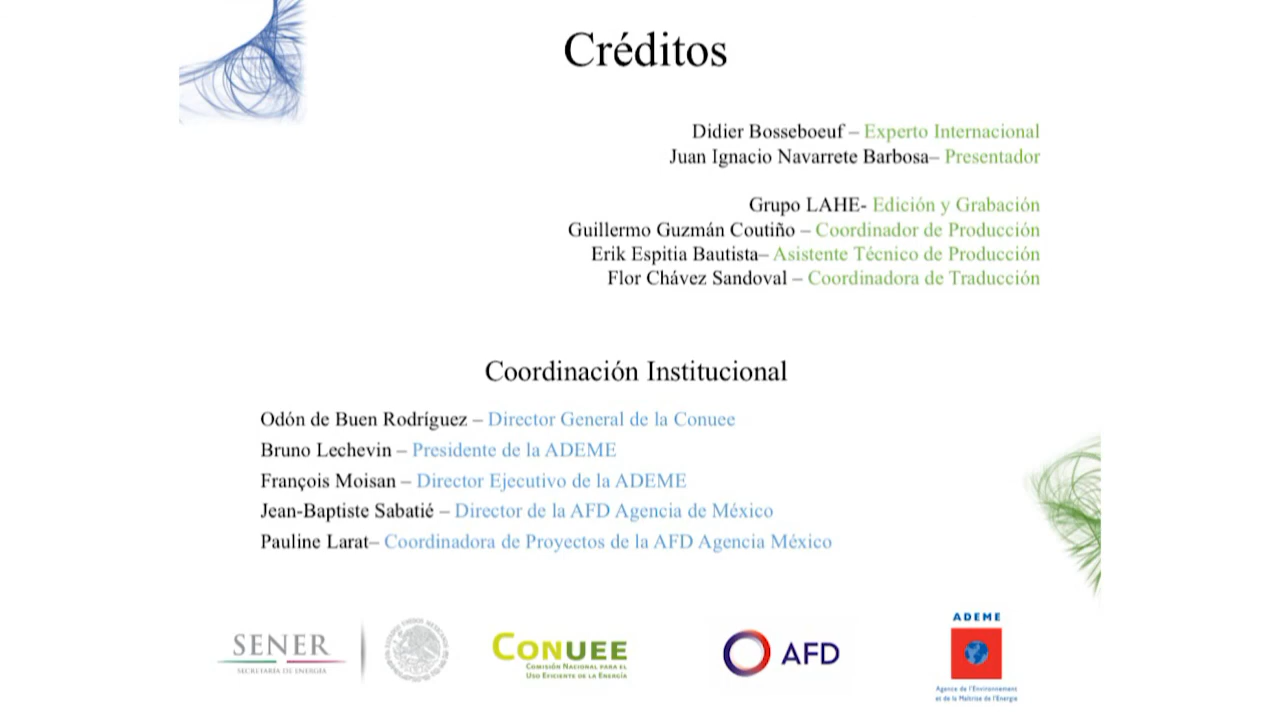 Créditos
Didier Bosseboeuf – Experto Internacional
Juan Ignacio Navarrete Barbosa– Presentador
Grupo LAHE- Edición y Grabación
Guillermo Guzmán Coutiño – Coordinador de Producción
Erik Espitia Bautista– Asistente Técnico de Producción
Flor Chávez Sandoval – Coordinadora de Traducción
Coordinación Institucional
Odón de Buen Rodríguez – Director General de la Conuee
Bruno Lechevin – Presidente de la ADEME
François Moisan – Director Ejecutivo de la ADEME
Jean-Baptiste Sabatié – Director de la AFD Agencia de México
Pauline Larat– Coordinadora de Proyectos de la AFD Agencia México
SENER
SECRETARÍA DE ENERGÍA
CONUEE
COMISIÓN NACIONAL PARA EL
USO EFICIENTE DE LA ENERGÍA
AFD
ADEME
Agence de l'Environnement
et de la Maîtrise de l'Energie